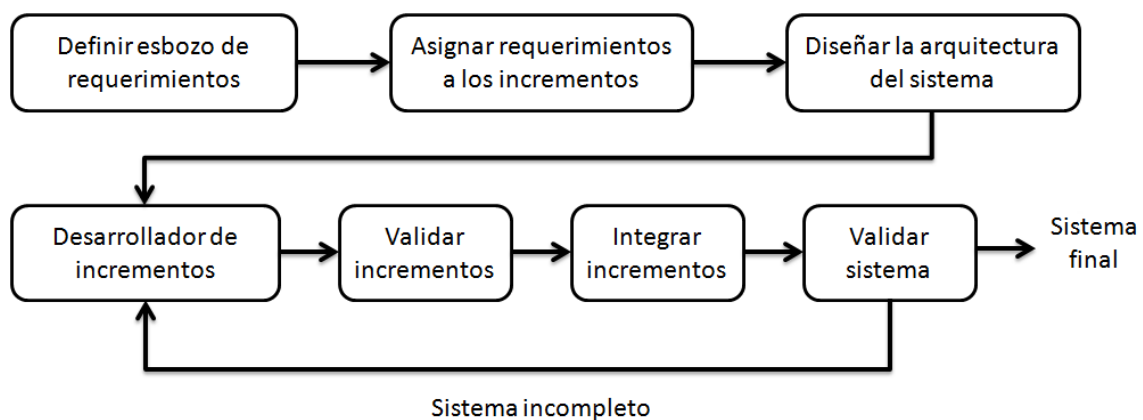 Definir esbozo de
requerimientos
Asignar requerimientos
a los incrementos
Diseñar la arquitectura
del sistema
Desarrollador de
incrementos
Validar
incrementos
Integrar
incrementos
Validar
sistema
Sistema
final
Sistema incompleto